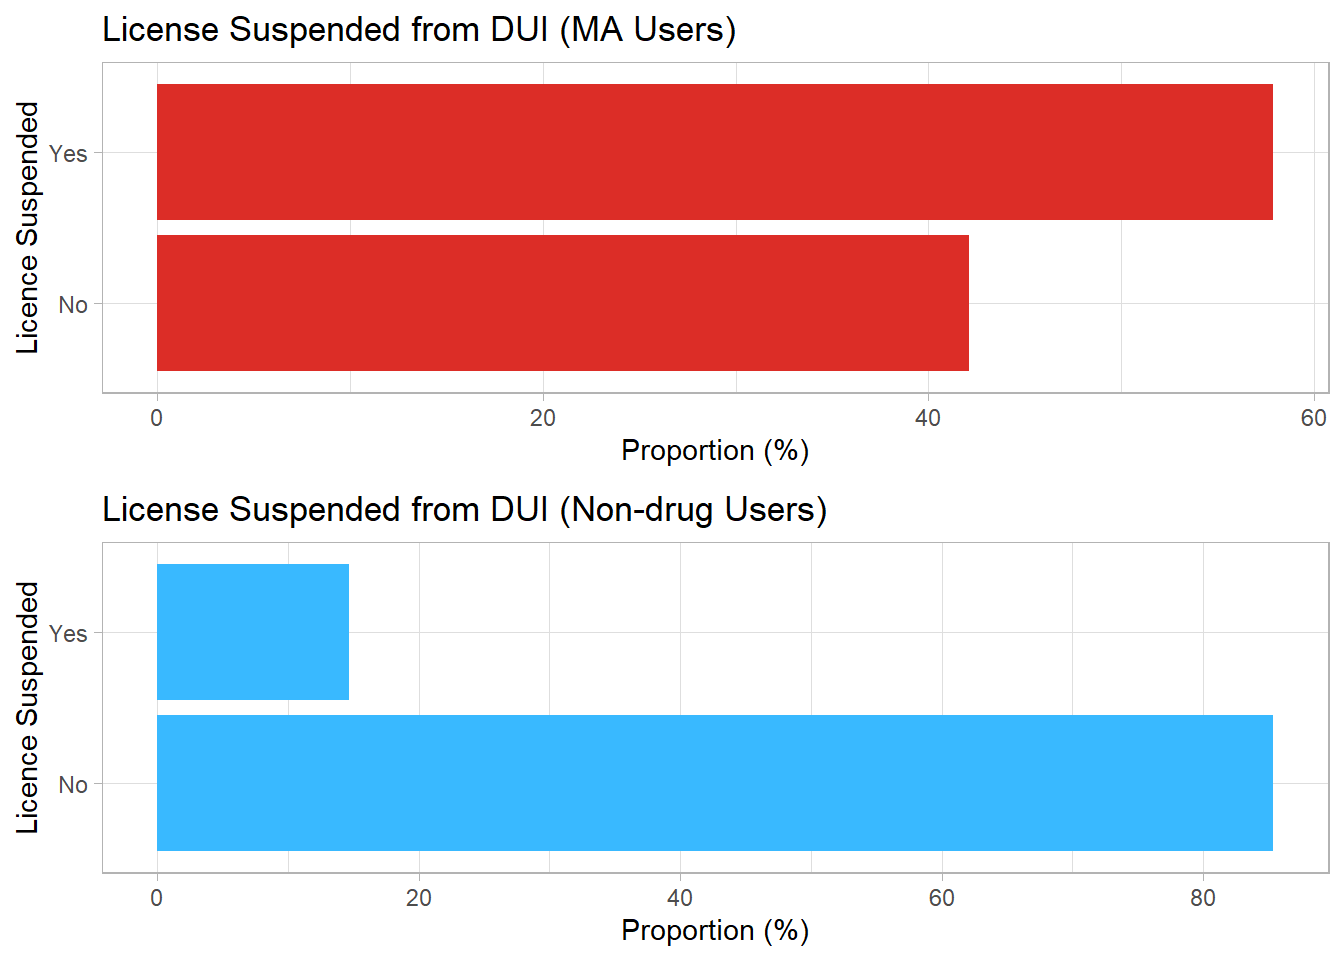 License Suspended from DUI (MA Users)
Licence Suspended
Yes
No
0 20 40 60
Proportion (%)
License Suspended from DUI (Non-drug Users)
Licence Suspended
Yes
No
0 20 40 60 80
Proportion (%)